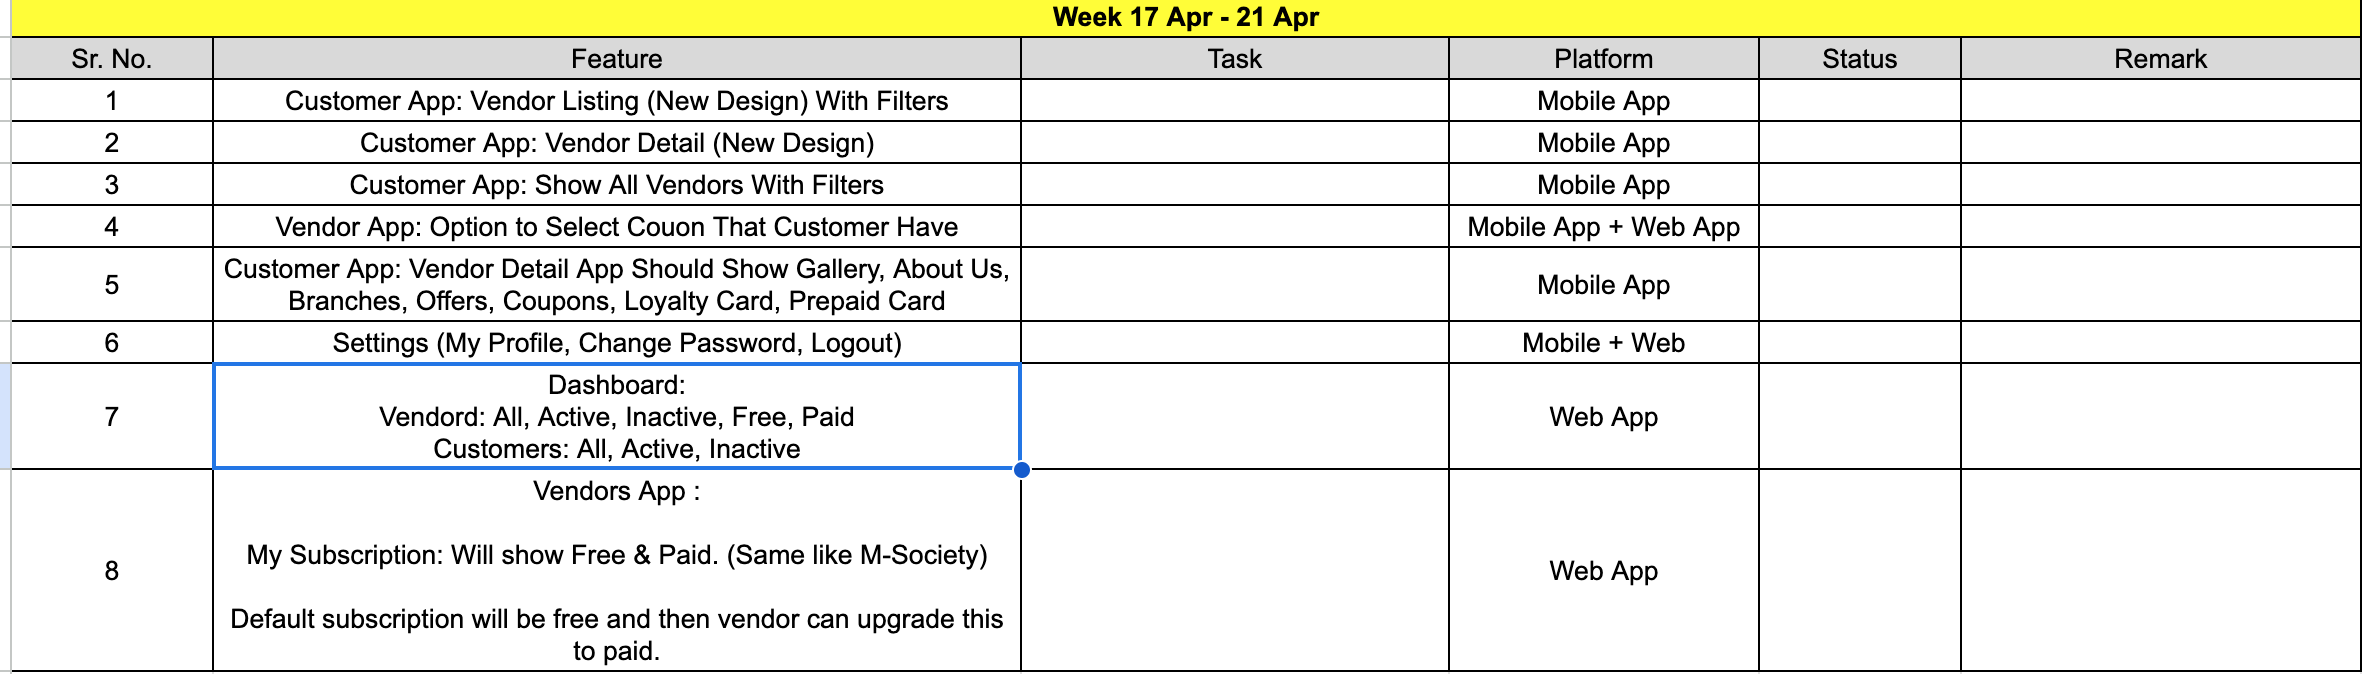 Week 17 Apr - 21 Apr
Sr. No. Feature Task Platform Status Remark
1 Customer App: Vendor Listing (New Design) With Filters Mobile App
2 Customer App: Vendor Detail (New Design) Mobile App
3 Customer App: Show All Vendors With Filters Mobile App
4 Vendor App: Option to Select Couon That Customer Have Mobile App + Web App
5 Customer App: Vendor Detail App Should Show Gallery, About Us,
Branches, Offers, Coupons, Loyalty Card, Prepaid Card Mobile App
6 Settings (My Profile, Change Password, Logout) Mobile + Web
7 Dashboard:
Vendord: All, Active, Inactive, Free, Paid
Customers: All, Active, Inactive Web App
8 Vendors App :
My Subscription: Will show Free & Paid. (Same like M-Society)
Default subscription will be free and then vendor can upgrade this
to paid. Web App